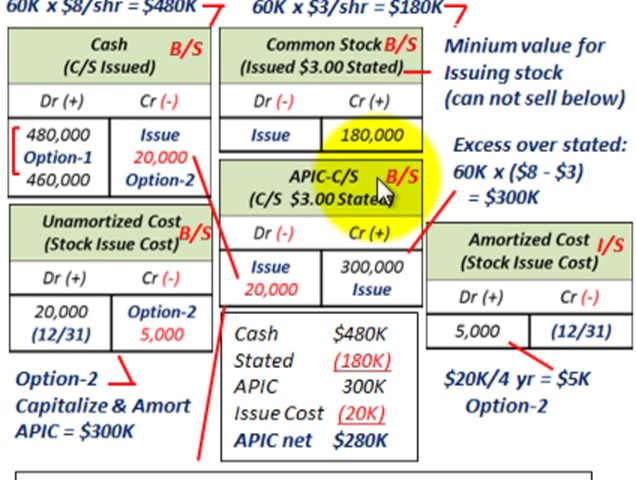 60K x $8/shr = $480K
60K x $3/shr = $180K
Cash B/S
(C/S Issued)
Dr (+) Cr (-)
480,000 Issue
Option-1 20,000
460,000 Option-2
Common Stock B/S
(Issued $3.00 Stated)
Dr (-) Cr (+)
Issue 180,000
Minium value for
Issuing stock
(can not sell below)
APIC-C/S B/S
(C/S $3.00 Stated)
Dr (-) Cr (+)
Issue 300,000
20,000 Issue
Excess over stated:
60K x ($8 - $3)
= $300K
Unamortized Cost B/S
(Stock Issue Cost)
Dr (+) Cr (-)
20,000 Option-2
(12/31) 5,000
Amortized Cost I/S
(Stock Issue Cost)
Dr (+) Cr (-)
5,000 (12/31)
Cash $480K
Stated (180K)
APIC 300K
Issue Cost (20K)
APIC net $280K
Option-2
Capitalize & Amort
APIC = $300K
$20K/4 yr = $5K
Option-2